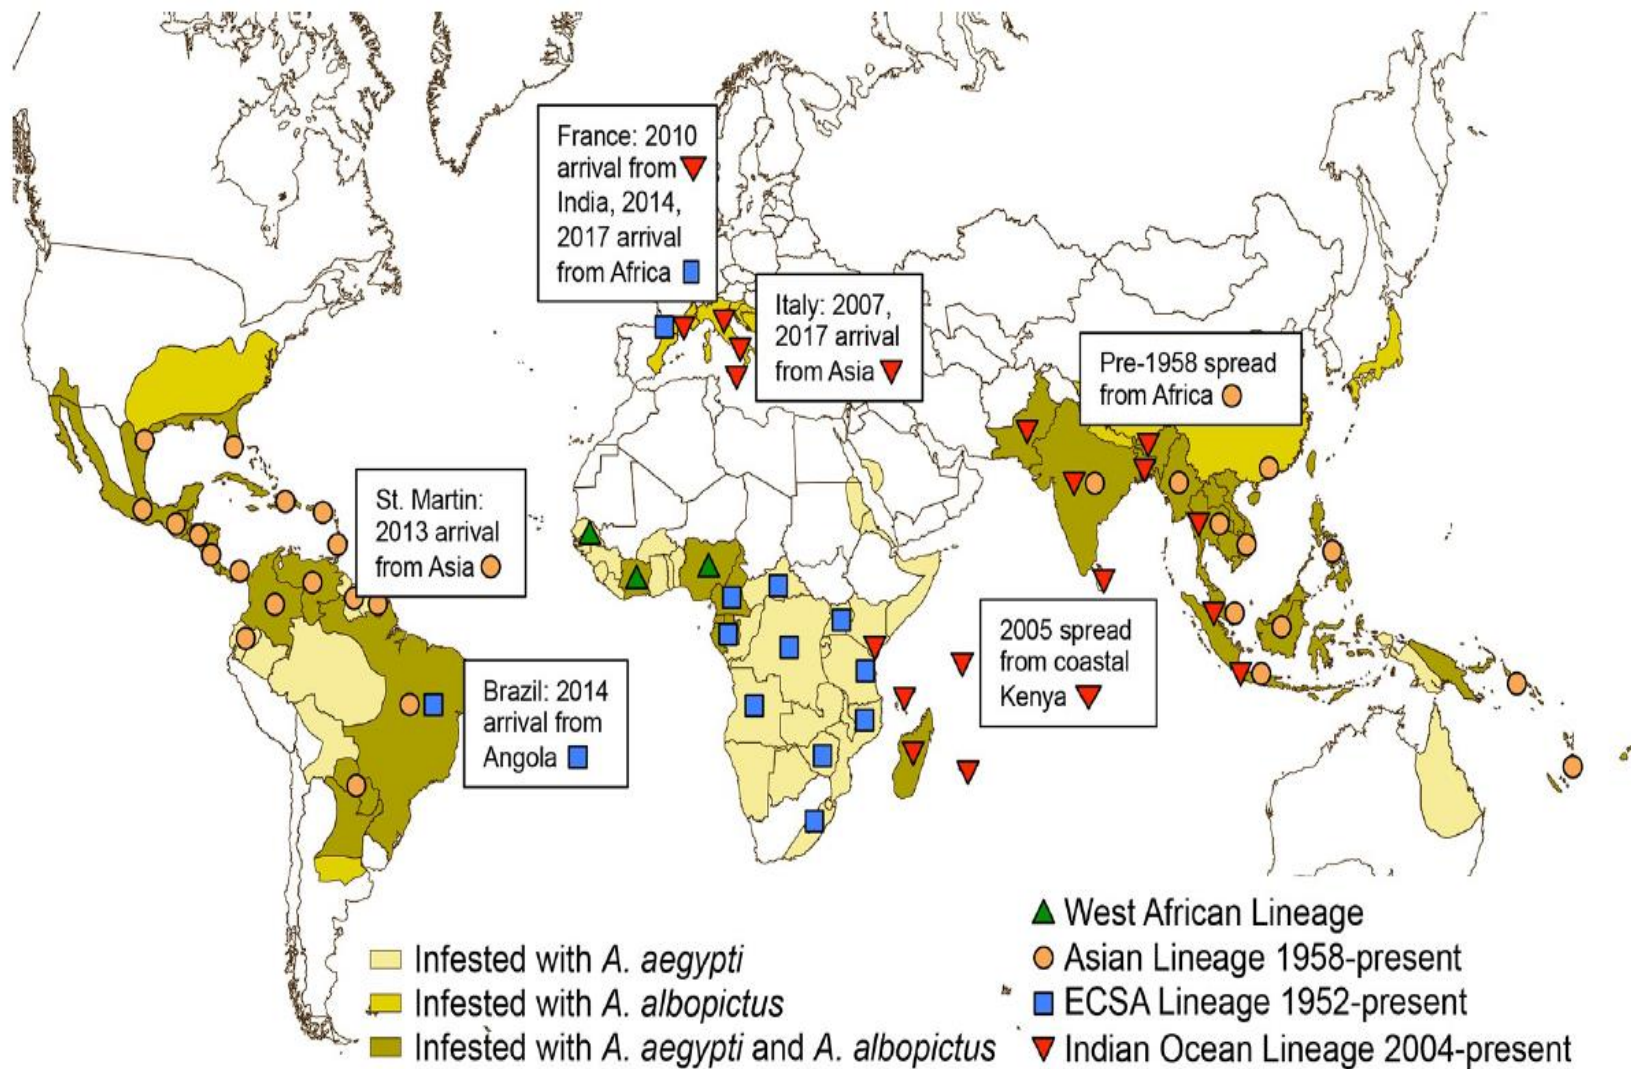 France: 2010
arrival from
India, 2014,
2017 arrival
from Africa
Italy: 2007,
2017 arrival
from Asia
Pre-1958 spread
from Africa
St. Martin:
2013 arrival
from Asia
2005 spread
from coastal
Kenya
Brazil: 2014
arrival from
Angola
Infested with A. aegypti
Infested with A. albopictus
Infested with A. aegypti and A. albopictus
West African Lineage
Asian Lineage 1958-present
ECSA Lineage 1952-present
Indian Ocean Lineage 2004-present